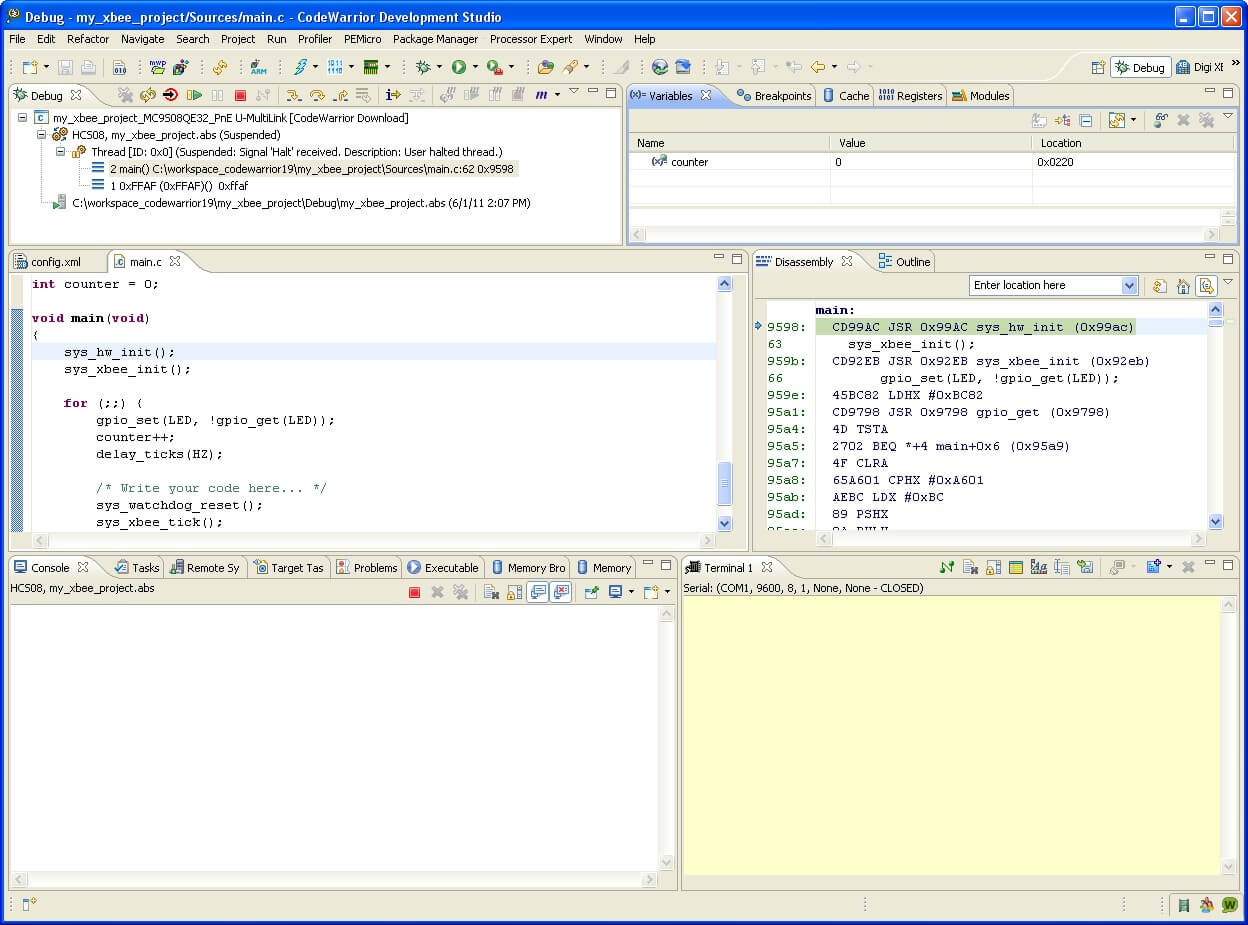 Debug - my_xbee_project/Sources/main.c - CodeWarrior Development Studio
File Edit Refactor Navigate Search Project Run Profiler PEMicro Package Manager Processor Expert Window Help
Debug Digi XE
Debug
my_xbee_project_MC9S08QE32_PnE U-MultiLink [CodeWarrior Download]
HCS08, my_xbee_project.abs (Suspended)
Thread [ID: 0x0] (Suspended: Signal 'Halt' received. Description: User halted thread.)
2 main() C:\workspace_codewarrior19\my_xbee_project\Sources\main.c:62 0x9598
1 0xFFAF (0xFFAF)() 0xffaf
C:\workspace_codewarrior19\my_xbee_project\Debug\my_xbee_project.abs (6/1/11 2:07 PM)
(x)= Variables Breakpoints Cache Registers Modules
Name Value Location
counter 0 0x0220
config.xml main.c
int counter = 0;
void main(void)
{
sys_hw_init();
sys_xbee_init();
for (;;) {
gpio_set(LED, !gpio_get(LED));
counter++;
delay_ticks(HZ);
/* Write your code here... */
sys_watchdog_reset();
sys_xbee_tick();
Disassembly Outline
Enter location here
main:
9598: CD99AC JSR 0x99AC sys_hw_init (0x99ac)
63 sys_xbee_init();
959b: CD92EB JSR 0x92EB sys_xbee_init (0x92eb)
66 gpio_set(LED, !gpio_get(LED));
959e: 45BC82 LDHX #0xBC82
95a1: CD9798 JSR 0x9798 gpio_get (0x9798)
95a4: 4D TSTA
95a5: 2702 BEQ *+4 main+0x6 (0x95a9)
95a7: 4F CLRA
95a8: 65A601 CPHX #0xA601
95ab: AEBC LDX #0xBC
95ad: 89 PSHX
Console Tasks Remote Sy Target Tas Problems Executable Memory Bro Memory
HCS08, my_xbee_project.abs
Terminal 1
Serial: (COM1, 9600, 8, 1, None, None - CLOSED)